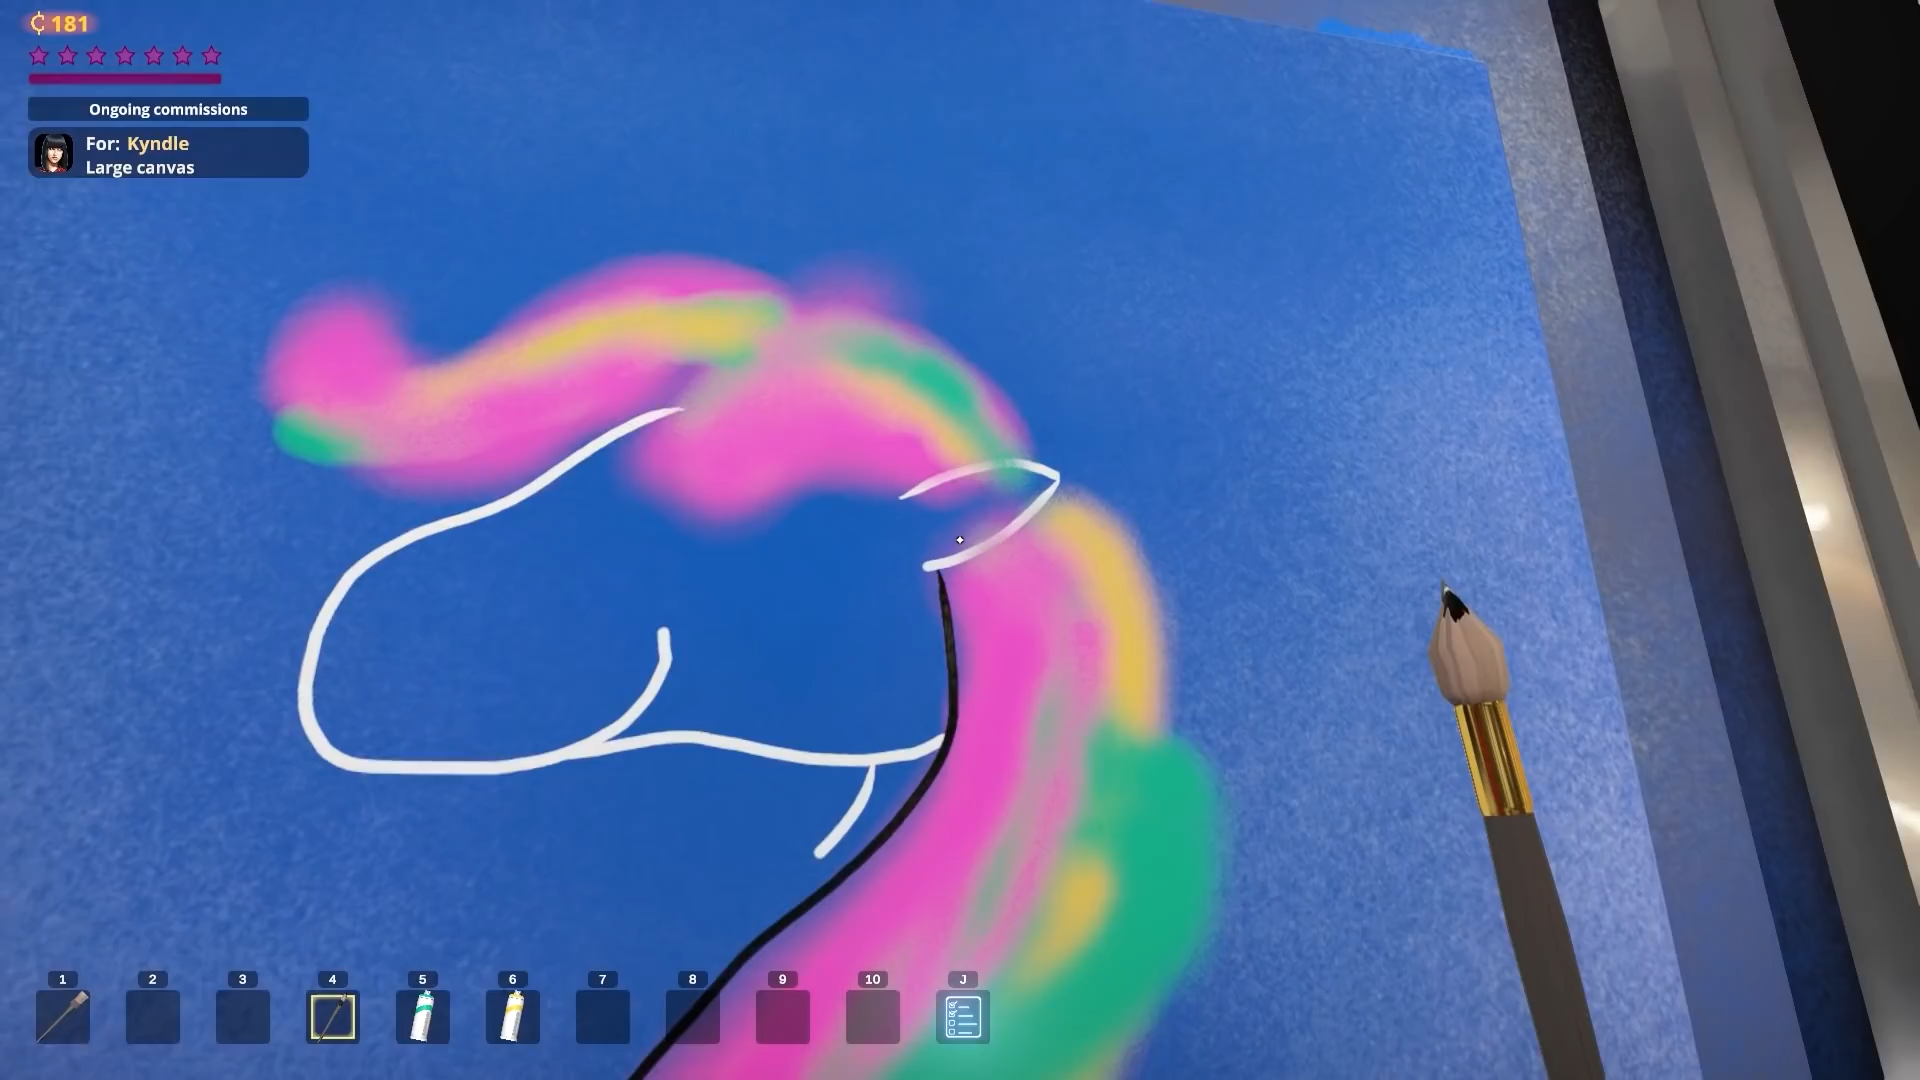 ₵ 181
Ongoing commissions
For: Kyndle
Large canvas
1 2 3 4 5 6 7 8 9 10 J